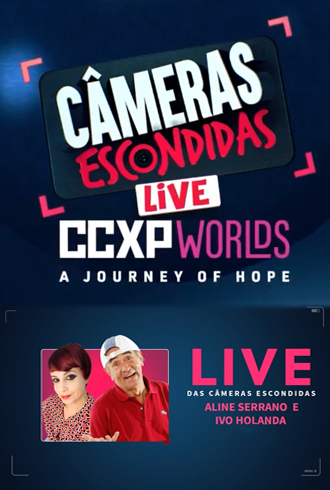 CÂMERAS
ESCONDIDAS
LiVE
CCXP WORLDS
A JOURNEY OF HOPE
LIVE
DAS CÂMERAS ESCONDIDAS
ALINE SERRANO E
IVO HOLANDA